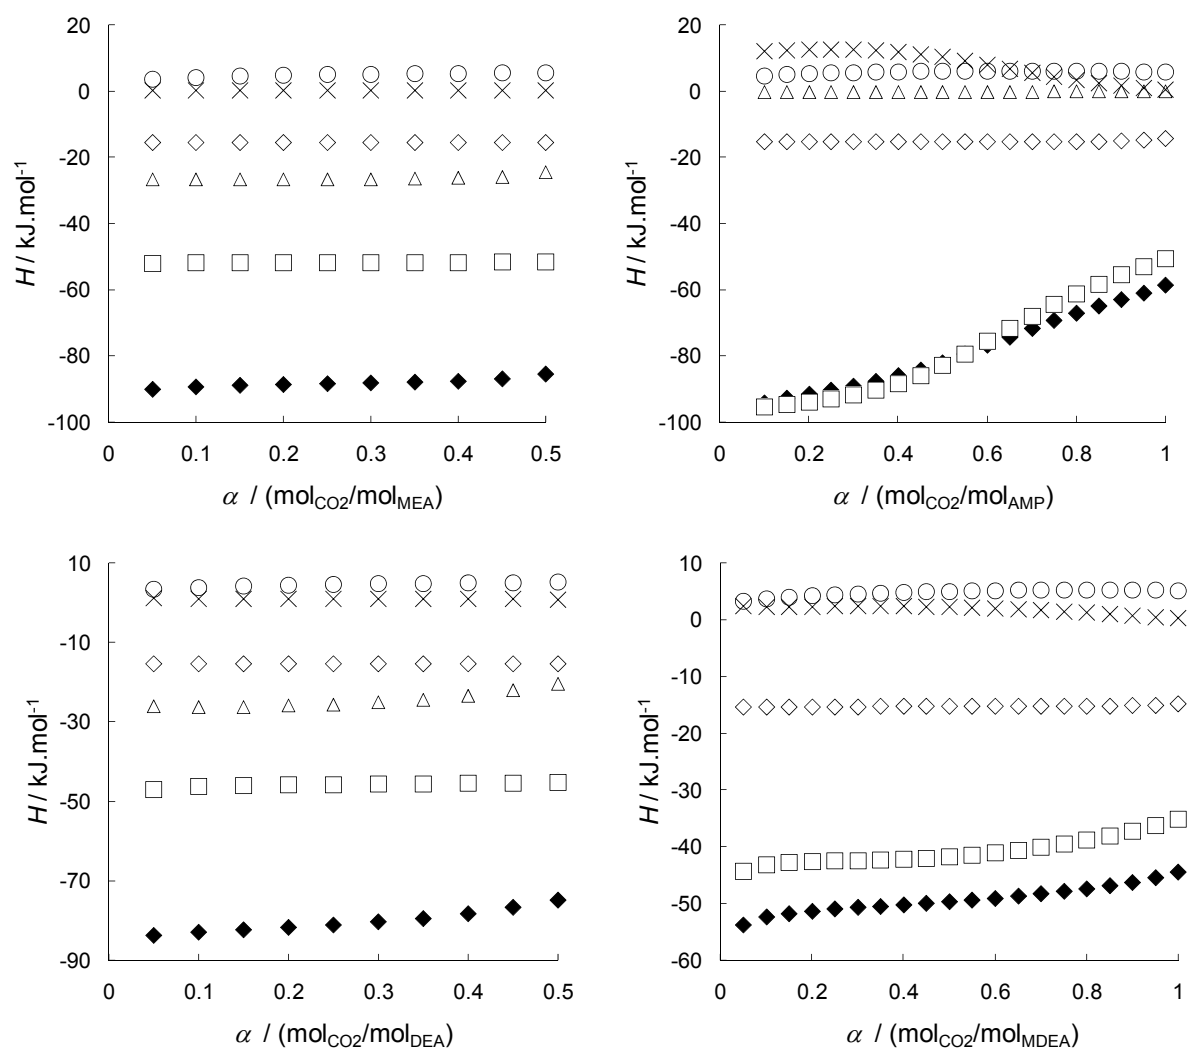 20
0
-20
-40
-60
-80
-100
H / kJ.mol-1
0 0.1 0.2 0.3 0.4 0.5
α / (molCO2/molMEA)
20
0
-20
-40
-60
-80
-100
H / kJ.mol-1
0 0.2 0.4 0.6 0.8 1
α / (molCO2/molAMP)
10
-10
-30
-50
-70
-90
H / kJ.mol-1
0 0.1 0.2 0.3 0.4 0.5
α / (molCO2/molDEA)
10
0
-10
-20
-30
-40
-50
-60
H / kJ.mol-1
0 0.2 0.4 0.6 0.8 1
α / (molCO2/molMDEA)